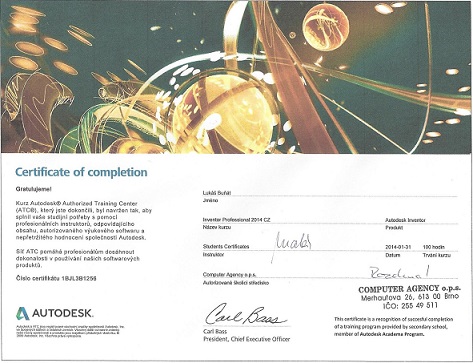 Certificate of completion
Gratulujeme!
Kurz Autodesk® Authorized Training Center
(ATC®), který jste dokončili, byl navržen tak, aby
splnil vaše studijní potřeby s pomocí
profesionálních instruktorů, odpovídajícího
obsahu, autorizovaného výukového softwaru a
nepřetržitého hodnocení společností Autodesk.
Síť ATC pomáhá profesionálům dosáhnout
dokonalosti v používání našich softwarových
produktů.
Číslo certifikátu 1BJL3B1256
AUTODESK.
Lukáš Buřát
Jméno
Inventor Professional 2014 CZ
Autodesk Inventor
Název kurzu
Produkt
Students Certificates
2014-01-31
100 hodin
Instruktor
Datum
Trvání kurzu
Computer Agency o.p.s.
Autorizované školicí středisko
COMPUTER AGENCY o.p.s.
Merhautova 26, 613 00 Brno
IČO: 255 49 511
Carl Bass
Carl Bass
President, Chief Executive Officer
This certificate is a recognition of succesful completion of
a training program provided by secondary school,
member of Autodesk Academa Program.